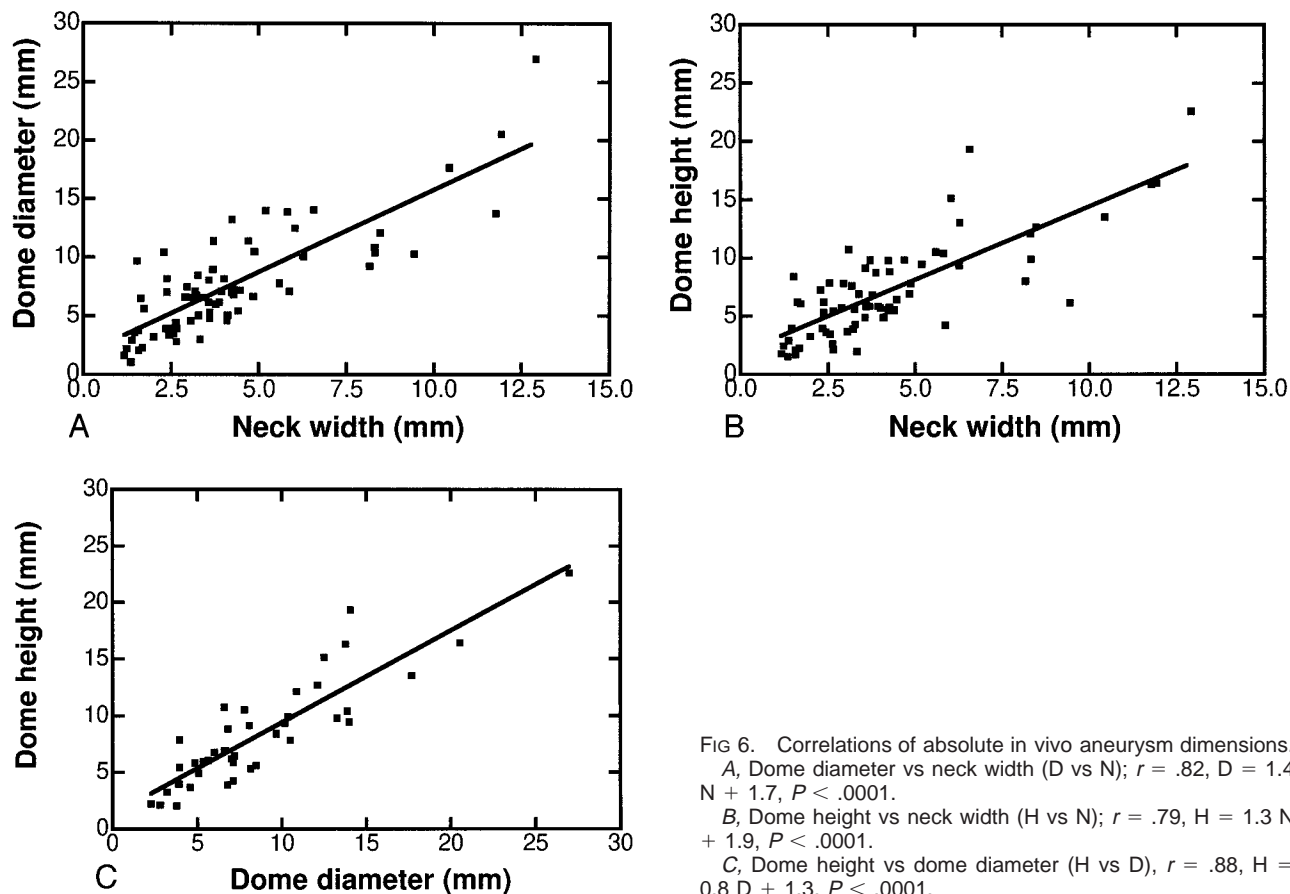 30
25
20
15
10
5
0
0.0 2.5 5.0 7.5 10.0 12.5 15.0
Dome diameter (mm)
Neck width (mm)
A
30
25
20
15
10
5
0
0.0 2.5 5.0 7.5 10.0 12.5 15.0
Dome height (mm)
Neck width (mm)
B
30
25
20
15
10
5
0
0 5 10 15 20 25 30
Dome height (mm)
Dome diameter (mm)
C
FIG 6. Correlations of absolute in vivo aneurysm dimensions.
A, Dome diameter vs neck width (D vs N); r = .82, D = 1.4
N + 1.7, P < .0001.
B, Dome height vs neck width (H vs N); r = .79, H = 1.3 N
+ 1.9, P < .0001.
C, Dome height vs dome diameter (H vs D), r = .88, H =
0.8 D + 1.3, P < .0001.